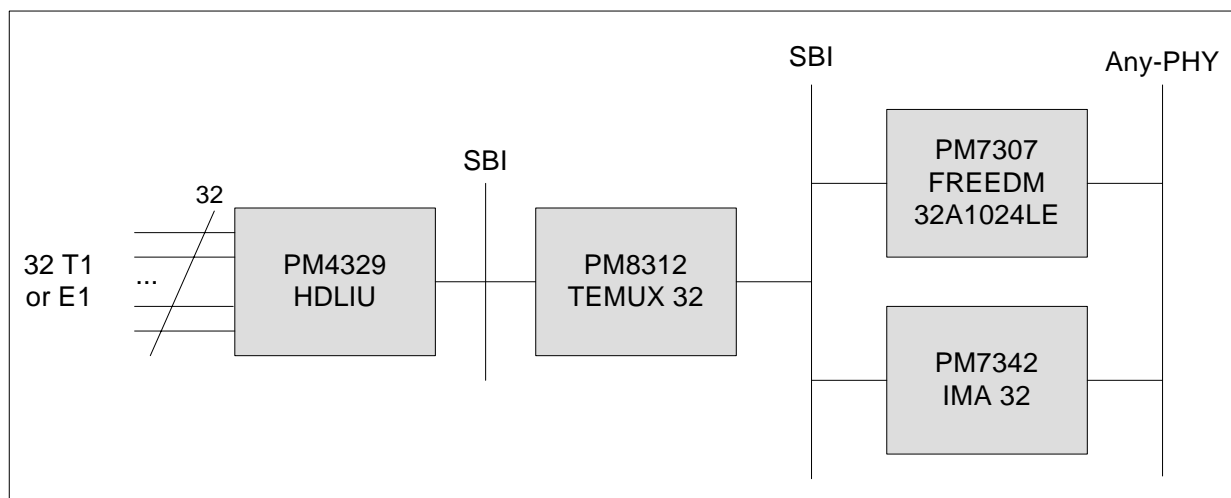 SBI
Any-PHY
PM7307
FREEDM
32A1024LE
SBI
32
32 T1
or E1
...
PM4329
HDLIU
PM8312
TEMUX 32
PM7342
IMA 32